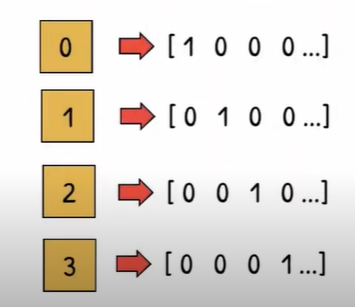 0 [ 1 0 0 0 ...]
1 [ 0 1 0 0 ...]
2 [ 0 0 1 0 ...]
3 [ 0 0 0 1 ...]